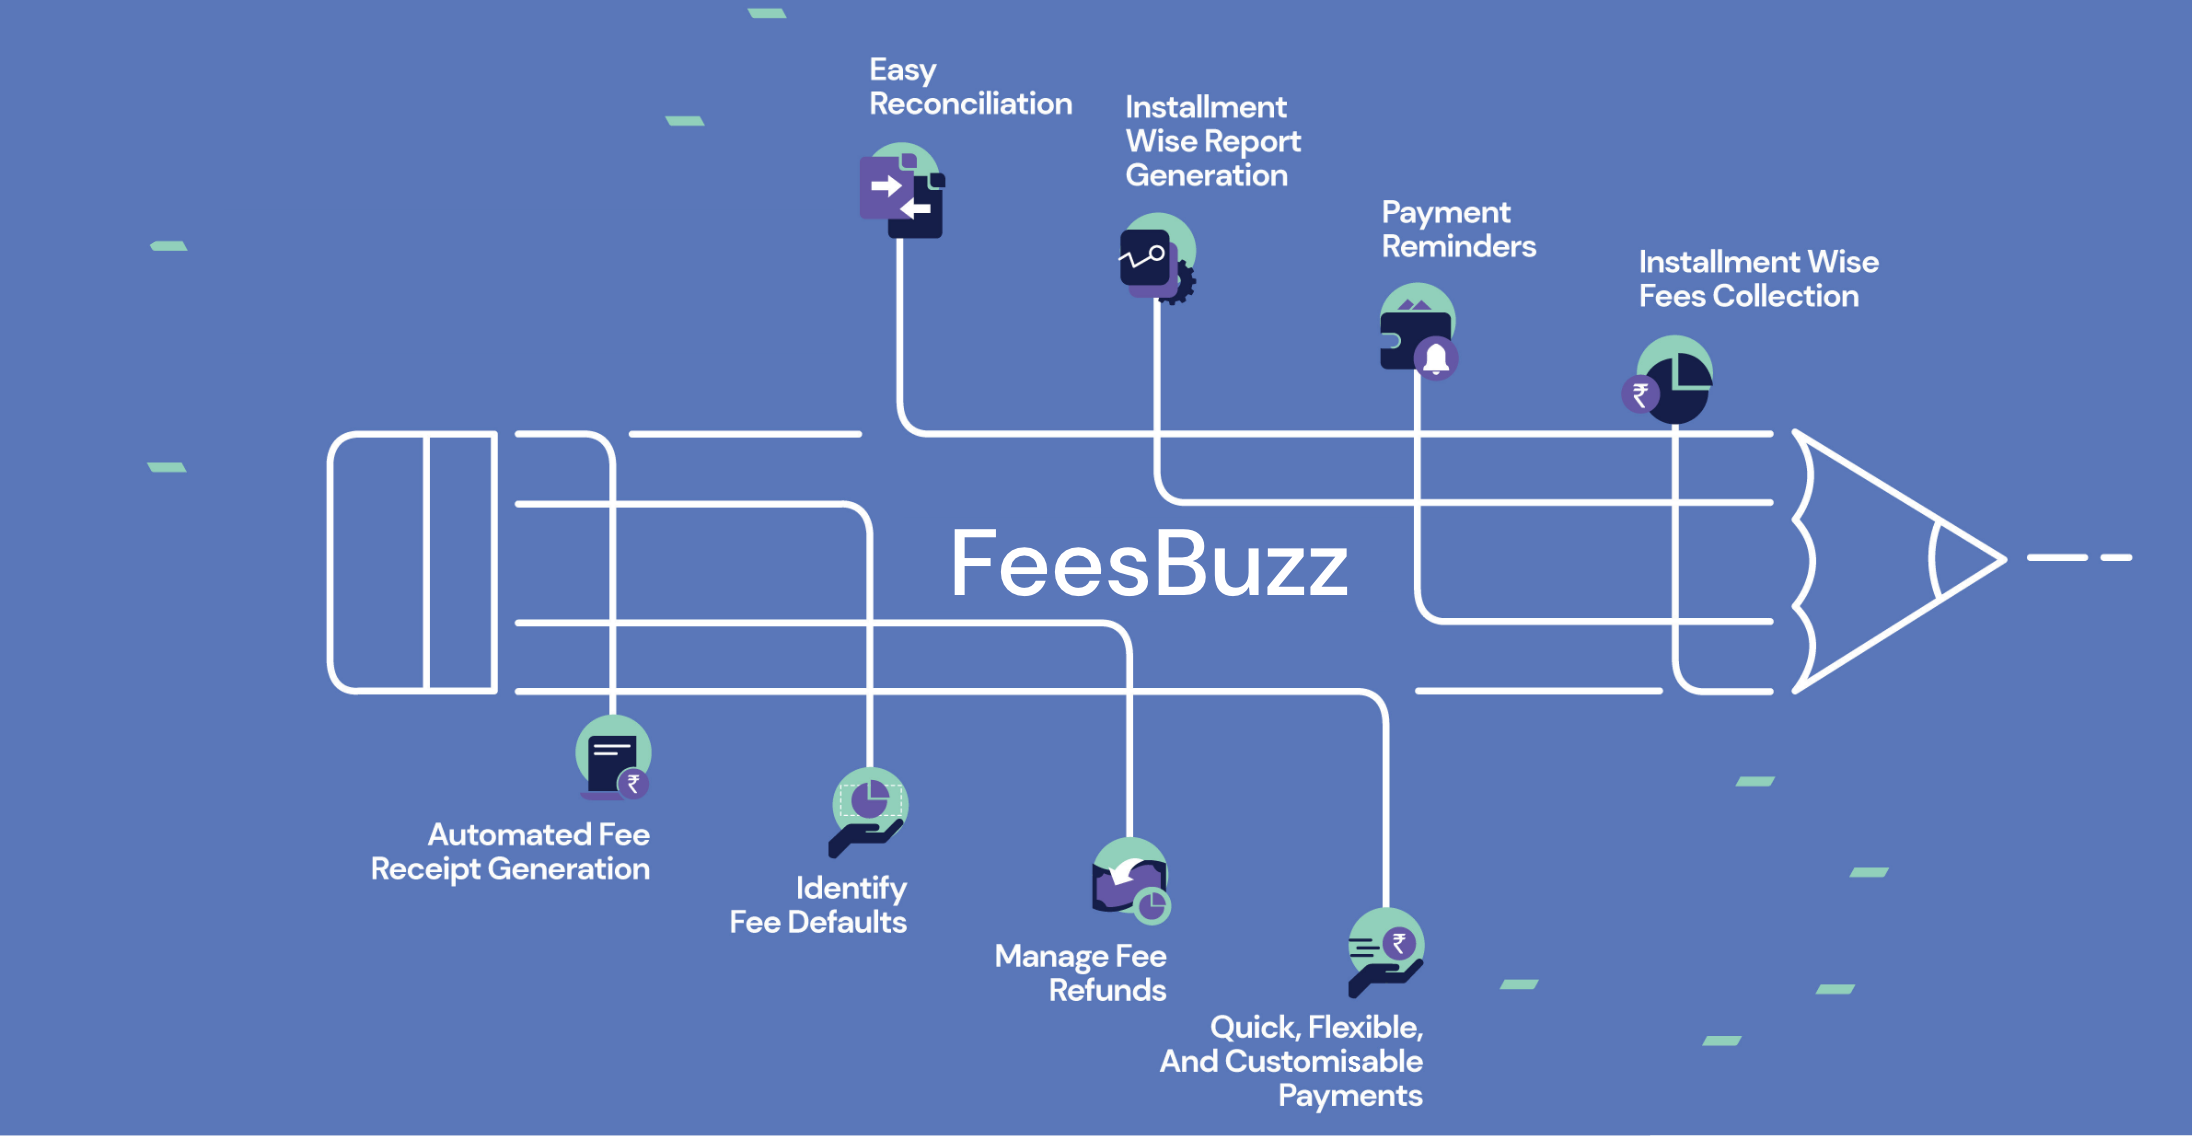 Easy
Reconciliation
Installment
Wise Report
Generation
Payment
Reminders
Installment Wise
Fees Collection
₹
FeesBuzz
₹
Automated Fee
Receipt Generation
Identify
Fee Defaults
Manage Fee
Refunds
₹
Quick, Flexible,
And Customisable
Payments